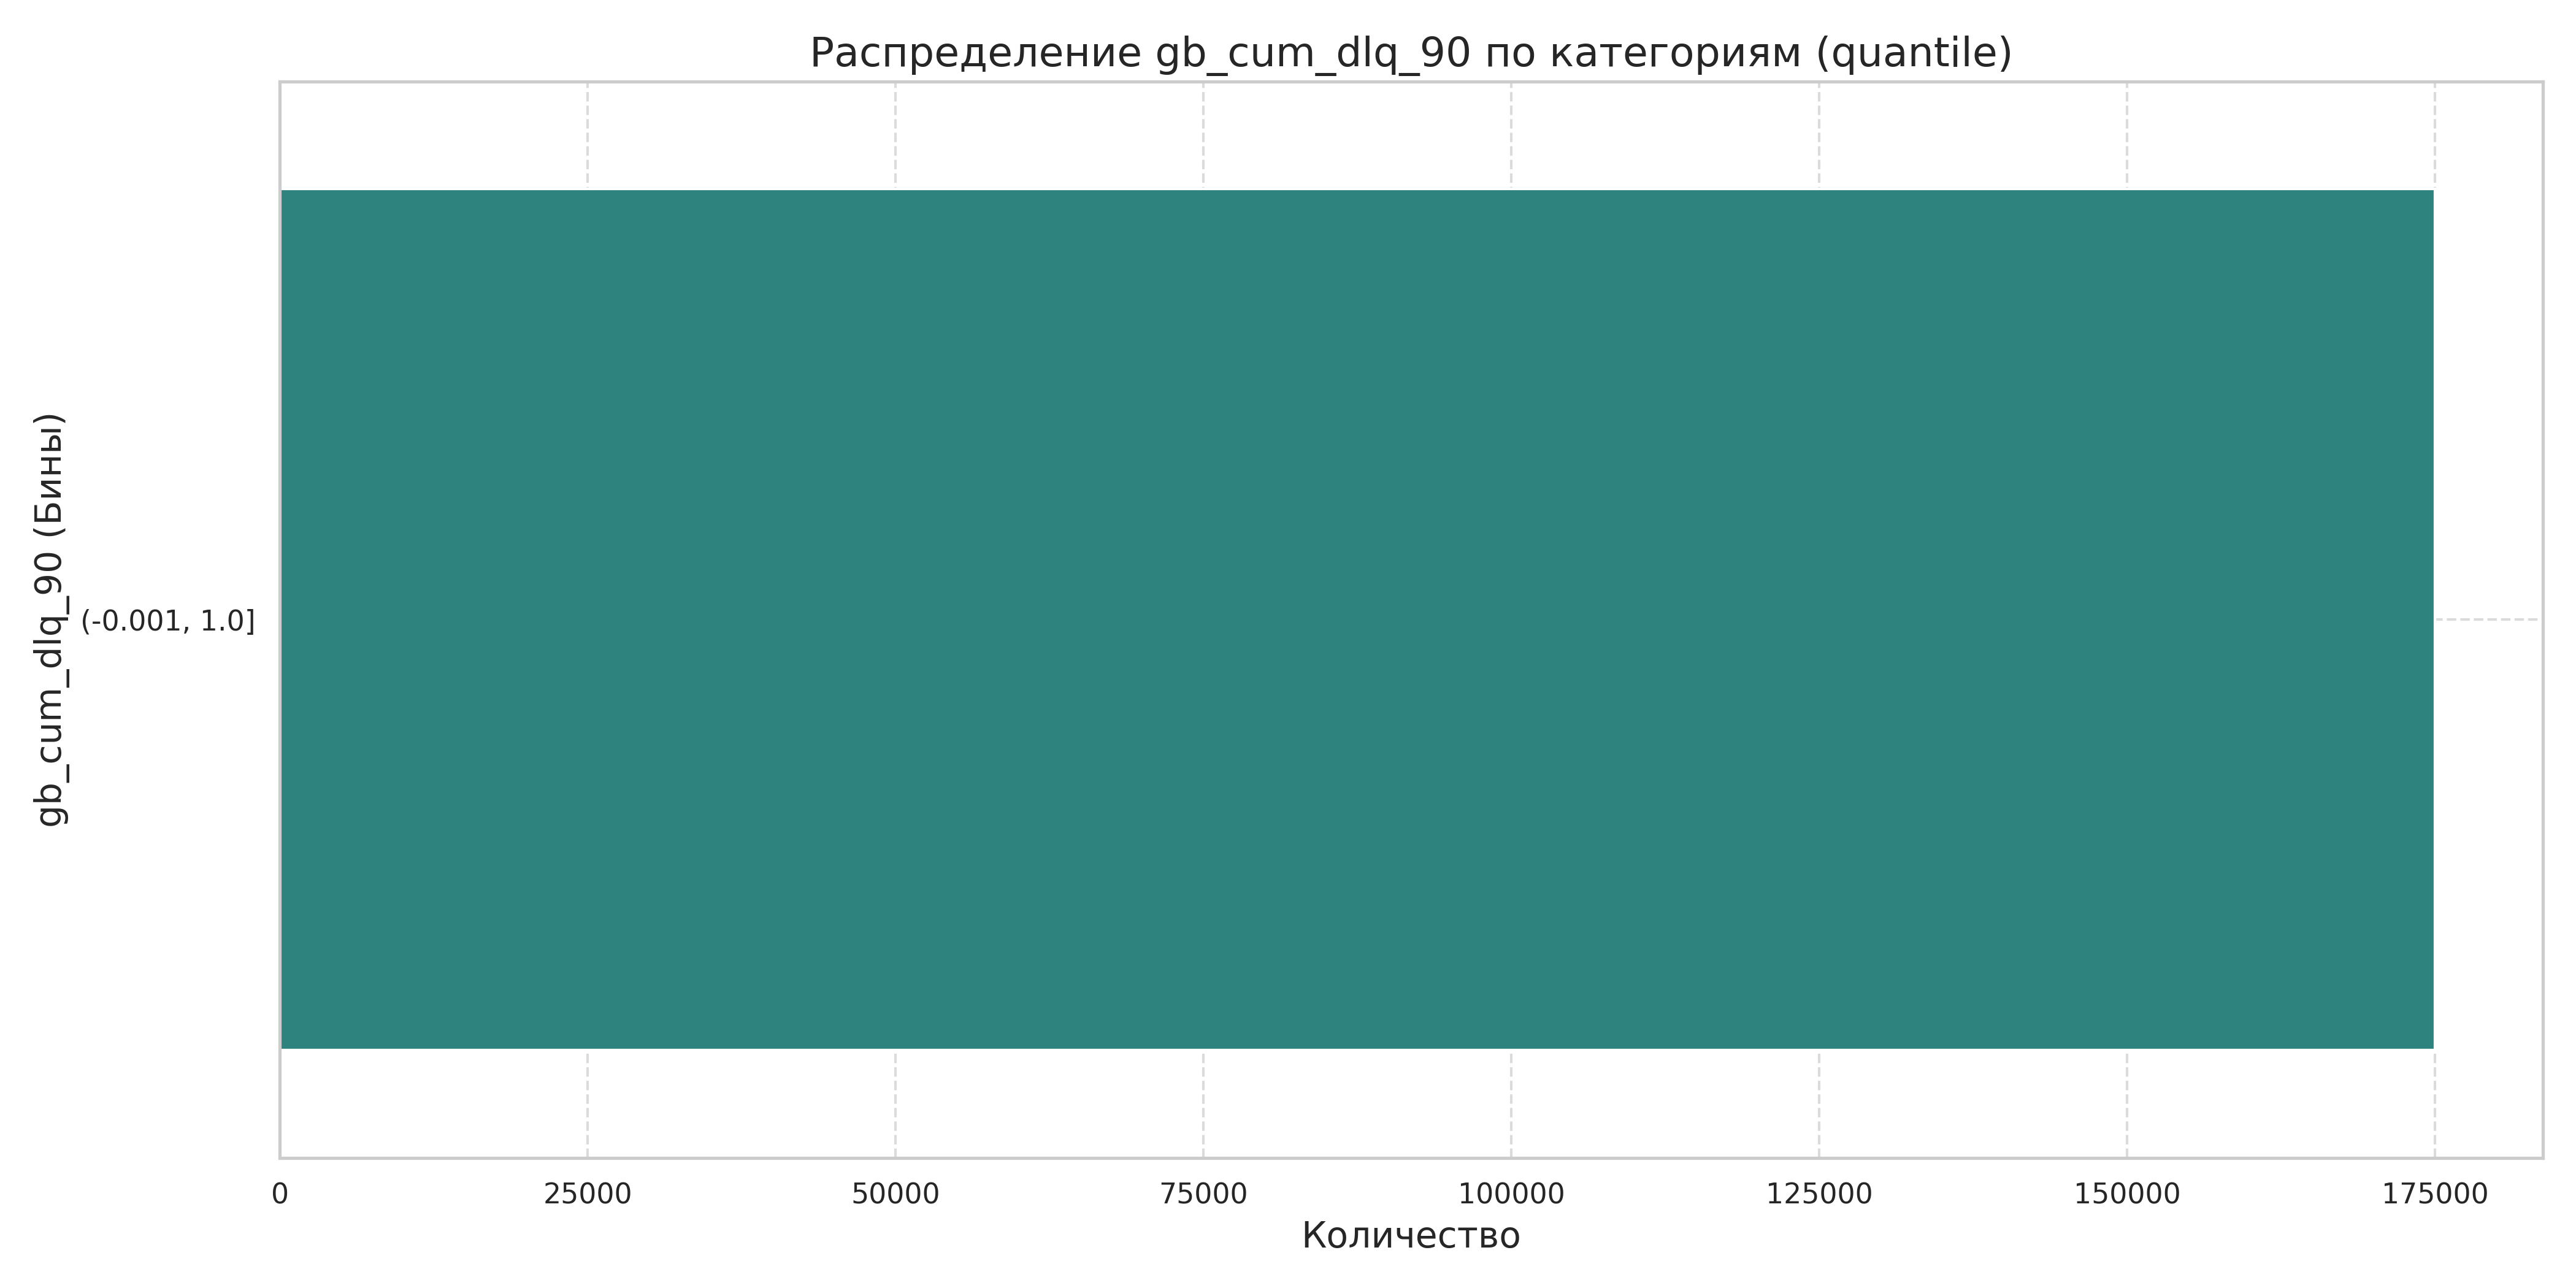 Распределение gb_cum_dlq_90 по категориям (quantile)
gb_cum_dlq_90 (Бины)
(-0.001, 1.0]
0 25000 50000 75000 100000 125000 150000 175000
Количество